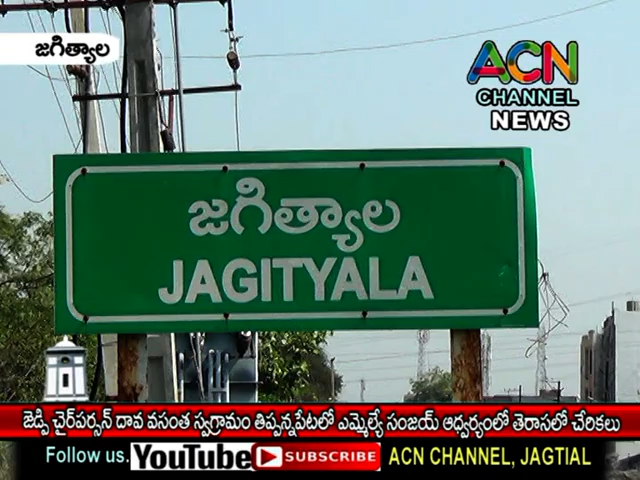 జగిత్యాల
ACN
CHANNEL
NEWS
జగిత్యాల
JAGITYALA
జెడ్పి చైర్‌పర్సన్ దావ వసంత స్వగ్రామం తిప్పన్నపేటలో ఎమ్మెల్యే సంజయ్ ఆధ్వర్యంలో తెరాసలో చేరికలు
Follow us. YouTube SUBSCRIBE ACN CHANNEL, JAGTIAL